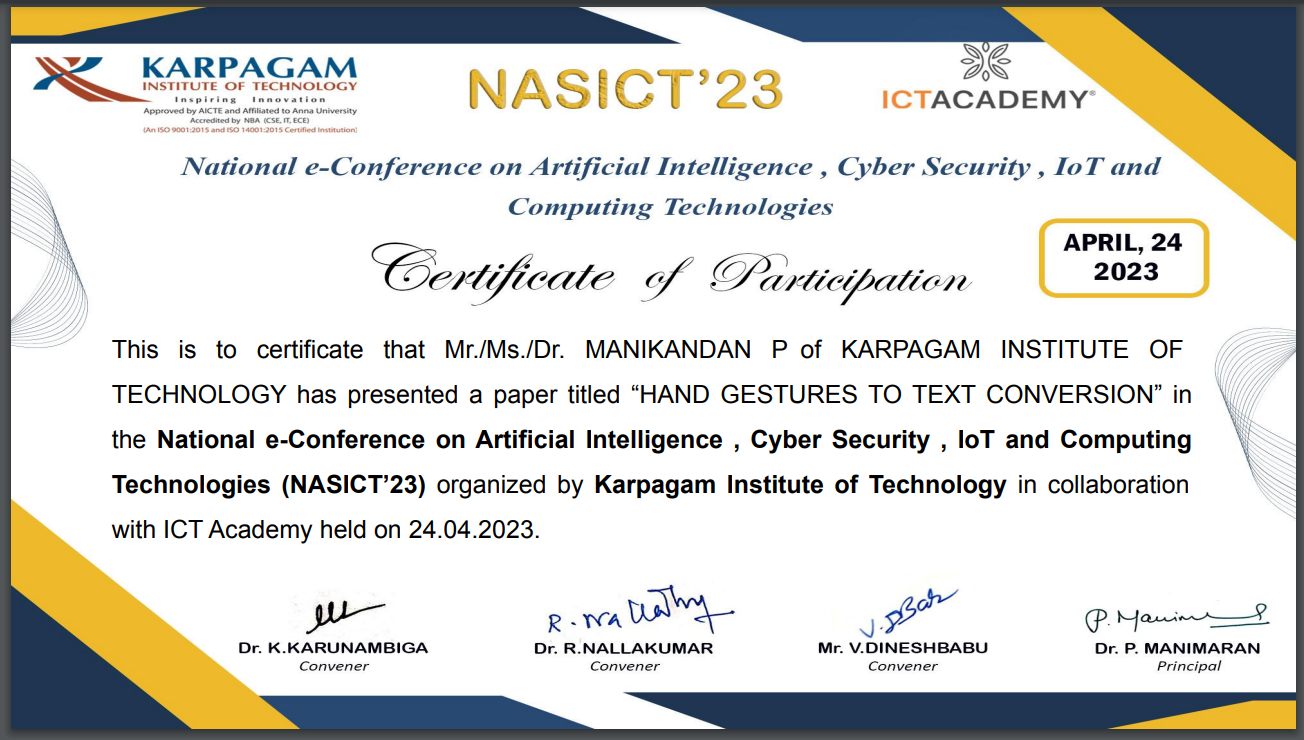 KARPAGAM
INSTITUTE OF TECHNOLOGY
Inspiring Innovation
Approved by AICTE and Affiliated to Anna University
Accredited by NBA (CSE, IT, ECE)
(An ISO 9001:2015 and ISO 14001:2015 Certified Institution)
NASICT’23
ICTACADEMY®
National e-Conference on Artificial Intelligence , Cyber Security , IoT and
Computing Technologies
Certificate of Participation
APRIL, 24
2023
This is to certificate that Mr./Ms./Dr. MANIKANDAN P of KARPAGAM INSTITUTE OF
TECHNOLOGY has presented a paper titled “HAND GESTURES TO TEXT CONVERSION” in
the National e-Conference on Artificial Intelligence , Cyber Security , IoT and Computing
Technologies (NASICT’23) organized by Karpagam Institute of Technology in collaboration
with ICT Academy held on 24.04.2023.
Dr. K.KARUNAMBIGA
Convener
R. Nallathy
Dr. R.NALLAKUMAR
Convener
Mr. V.DINESHBABU
Convener
Dr. P. MANIMARAN
Principal